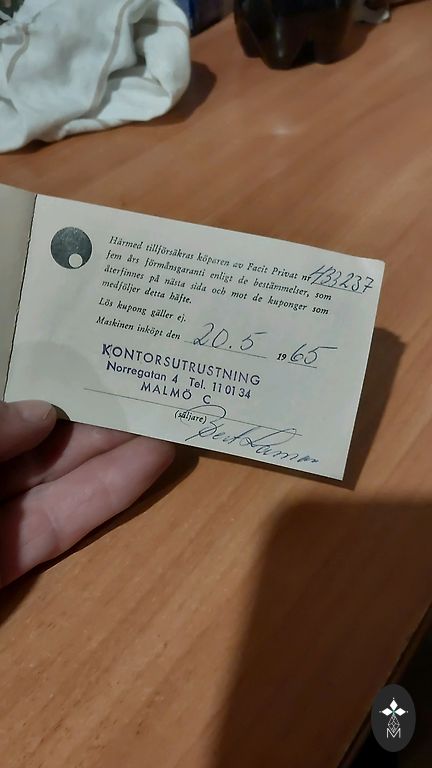 Härmed tillförsäkras köparen av Facit Privat nr 433237
fem års förmånsgaranti enligt de bestämmelser, som
återfinnes på nästa sida och mot de kuponger som
medföljer detta häfte.
Lös kupong gäller ej.
Maskinen inköpt den 20.5 1965
KONTORSUTRUSTNING
Norregatan 4 Tel. 11 01 34
MALMÖ C
(säljare)
M